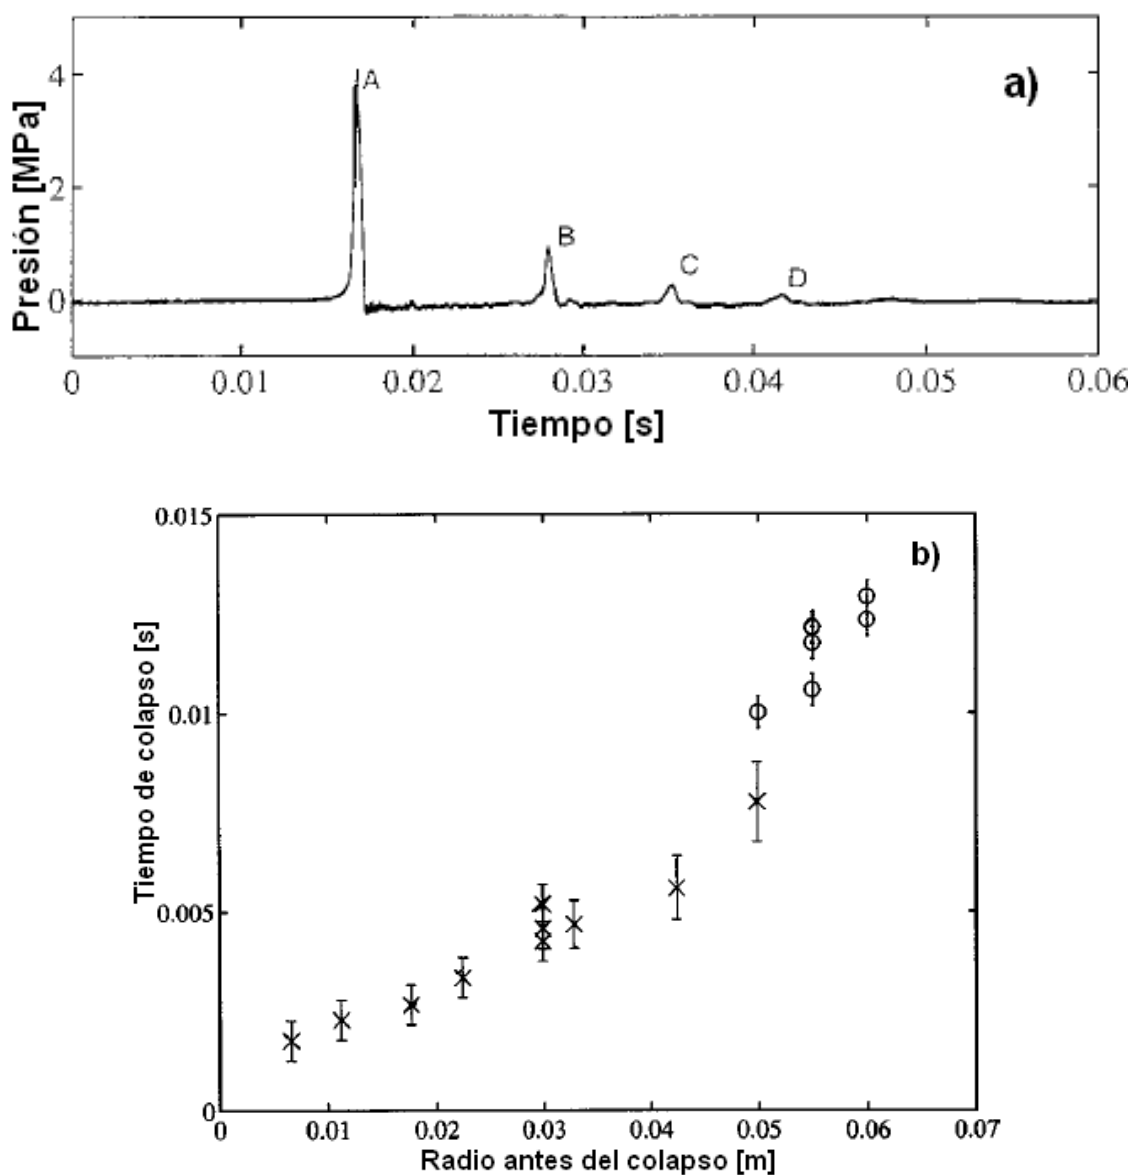 a)
Presión [MPa]
4
2
0
A
B
C
D
0 0.01 0.02 0.03 0.04 0.05 0.06
Tiempo [s]
b)
Tiempo de colapso [s]
0.015
0.01
0.005
0
0 0.01 0.02 0.03 0.04 0.05 0.06 0.07
Radio antes del colapso [m]